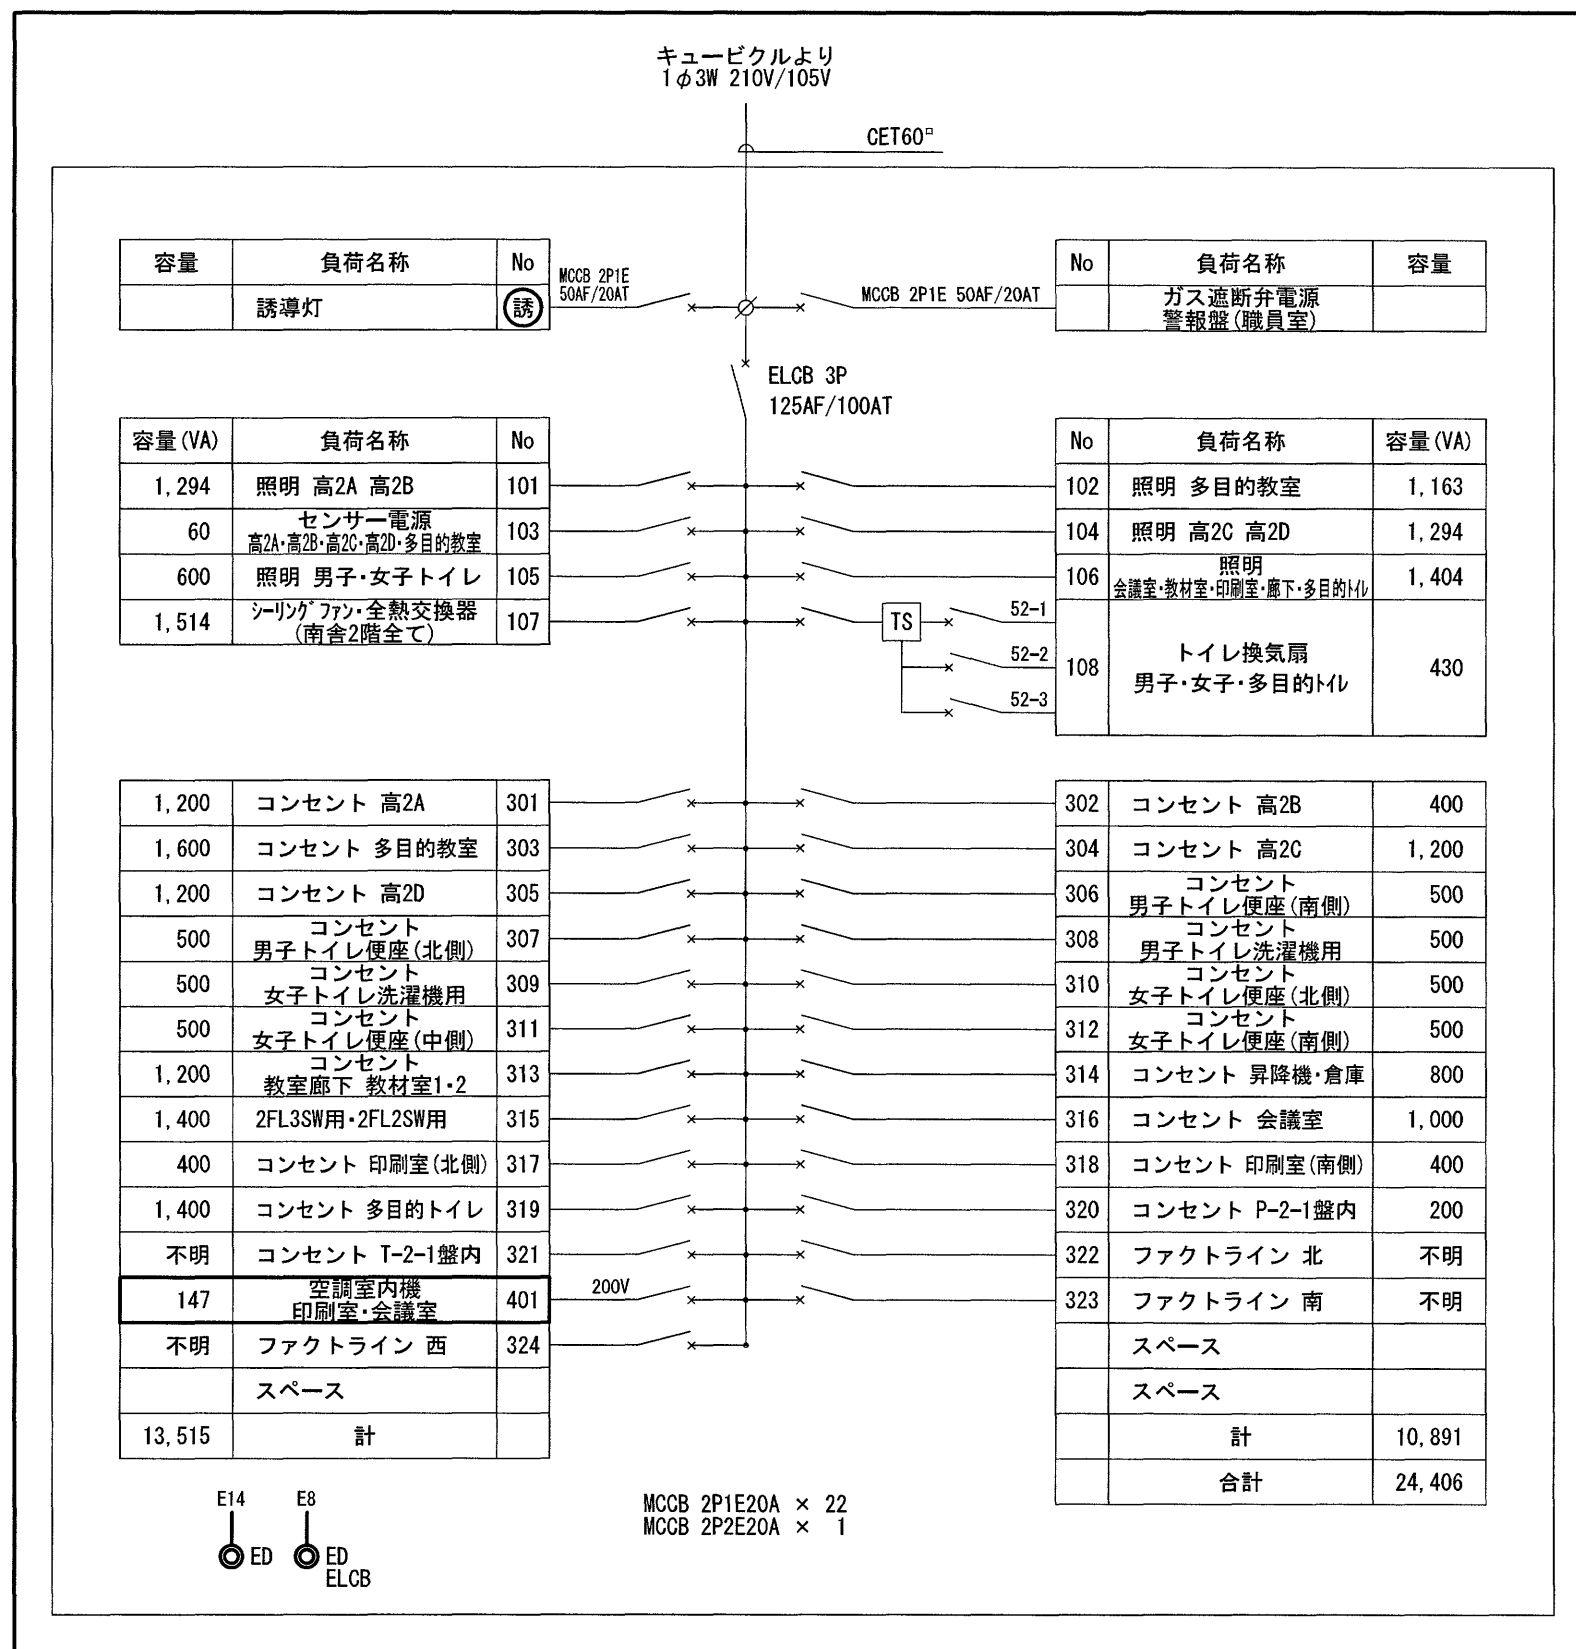 キュービクルより
1φ3W 210V/105V
CET60□
容量 負荷名称 No
誘導灯 誘
MCCB 2P1E
50AF/20AT
MCCB 2P1E 50AF/20AT
No 負荷名称 容量
ガス遮断弁電源
警報盤(職員室)
ELCB 3P
125AF/100AT
容量(VA) 負荷名称 No
1,294 照明 高2A 高2B 101
60 センサー電源 103
高2A・高2B・高2C・高2D・多目的教室
600 照明 男子・女子トイレ 105
1,514 シーリングファン・全熱交換器 107
(南舎2階全て)
No 負荷名称 容量(VA)
102 照明 多目的教室 1,163
104 照明 高2C 高2D 1,294
106 照明 1,404
会議室・教材室・印刷室・廊下・多目的トイレ
TS
52-1
52-2
52-3
108 トイレ換気扇 430
男子・女子・多目的トイレ
1,200 コンセント 高2A 301
1,600 コンセント 多目的教室 303
1,200 コンセント 高2D 305
500 コンセント 307
男子トイレ便座(北側)
500 コンセント 309
女子トイレ洗濯機用
500 コンセント 311
女子トイレ便座(中側)
1,200 コンセント 313
教室廊下 教材室1・2
1,400 2FL3SW用・2FL2SW用 315
400 コンセント 印刷室(北側) 317
1,400 コンセント 多目的トイレ 319
不明 コンセント T-2-1盤内 321
147 空調室内機 401 200V
印刷室・会議室
不明 ファクトライン 西 324
スペース
13,515 計
302 コンセント 高2B 400
304 コンセント 高2C 1,200
306 コンセント 500
男子トイレ便座(南側)
308 コンセント 500
男子トイレ洗濯機用
310 コンセント 500
女子トイレ便座(北側)
312 コンセント 500
女子トイレ便座(南側)
314 コンセント 昇降機・倉庫 800
316 コンセント 会議室 1,000
318 コンセント 印刷室(南側) 400
320 コンセント P-2-1盤内 200
322 ファクトライン 北 不明
323 ファクトライン 南 不明
スペース
スペース
計 10,891
合計 24,406
E14 E8
ED ED
ELCB
MCCB 2P1E20A × 22
MCCB 2P2E20A × 1